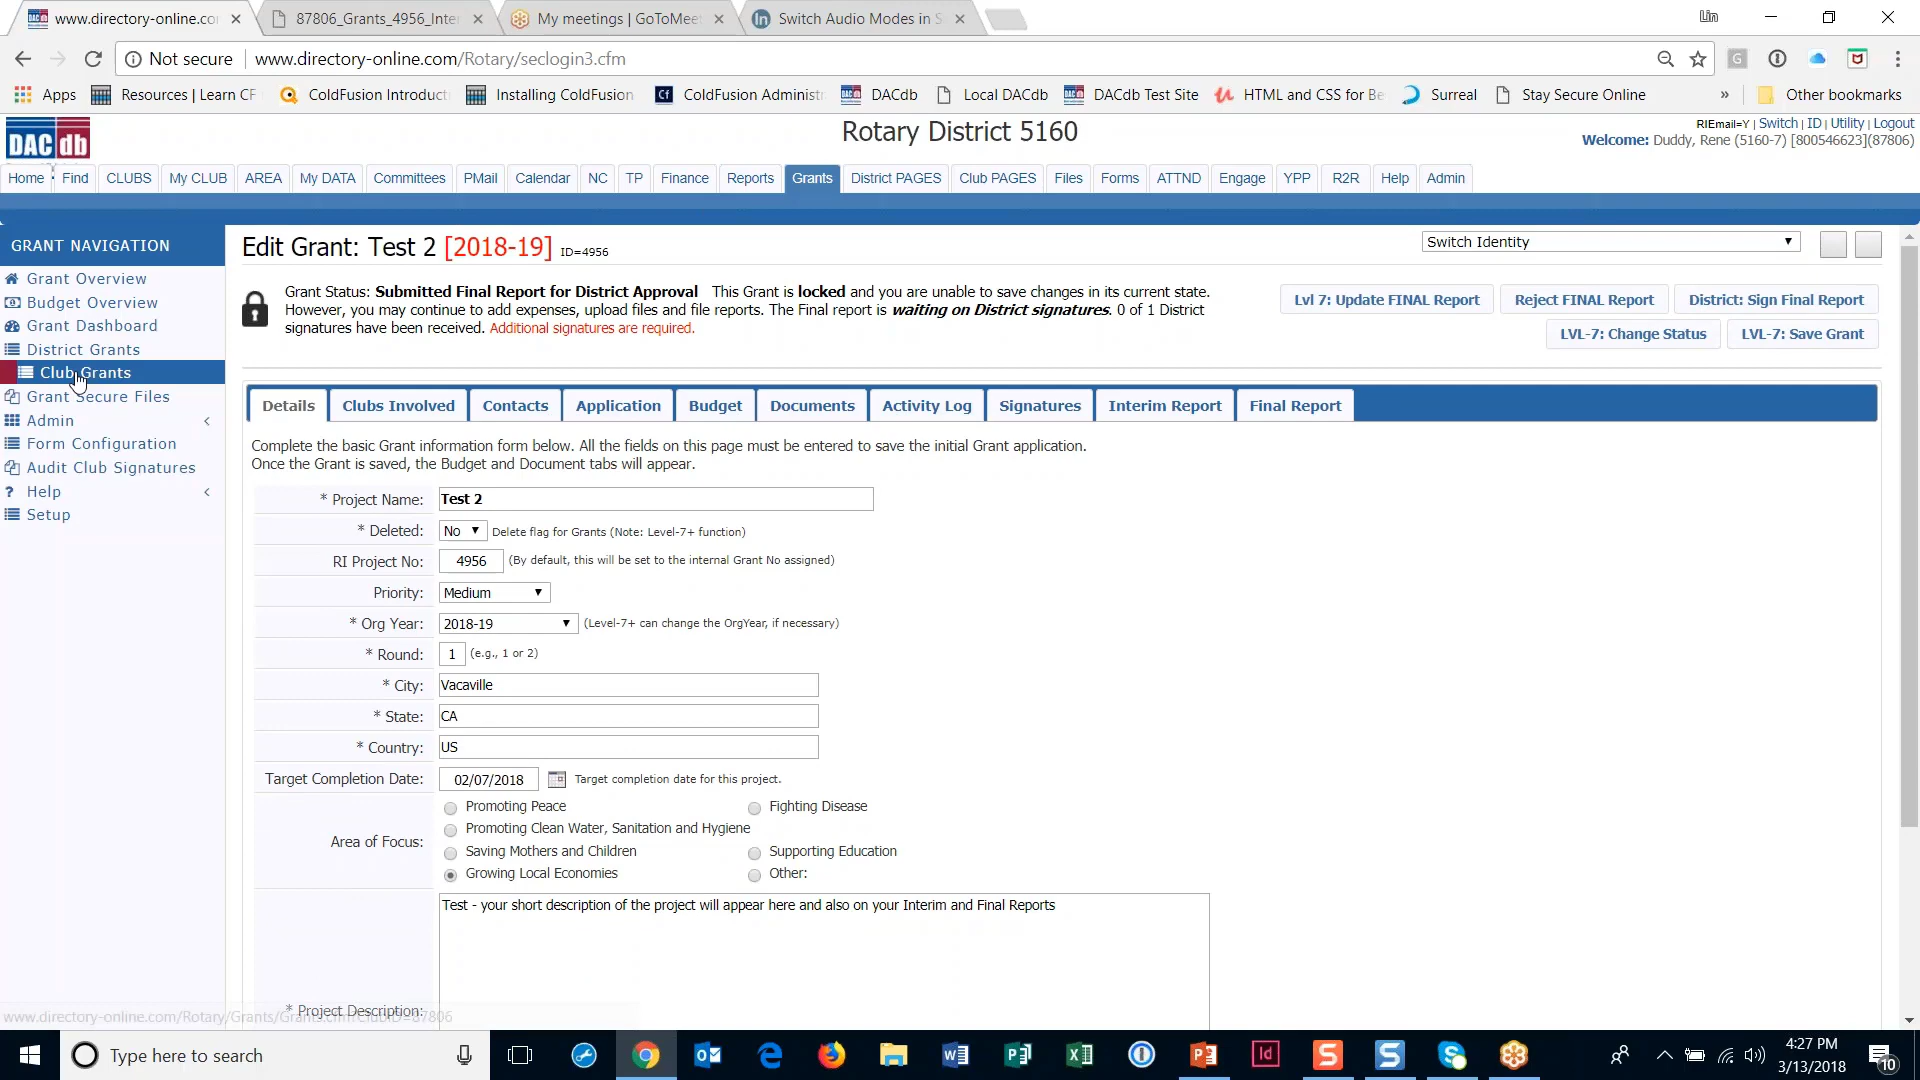 www.directory-online.co
87806_Grants_4956_Inte
My meetings | GoToMee
Switch Audio Modes in S
Lin
Not secure
www.directory-online.com/Rotary/seclogin3.cfm
Apps
Resources | Learn CF
ColdFusion Introduct
Installing ColdFusion
ColdFusion Administr
DACdb
Local DACdb
DACdb Test Site
HTML and CSS for Be
Surreal
Stay Secure Online
»
Other bookmarks
DAC db
Rotary District 5160
RIEmail=Y | Switch | ID | Utility | Logout
Welcome: Duddy, Rene (5160-7) [800546623](87806)
Home
Find
CLUBS
My CLUB
AREA
My DATA
Committees
PMail
Calendar
NC
TP
Finance
Reports
Grants
District PAGES
Club PAGES
Files
Forms
ATTND
Engage
YPP
R2R
Help
Admin
GRANT NAVIGATION
Grant Overview
Budget Overview
Grant Dashboard
District Grants
Club Grants
Grant Secure Files
Admin
Form Configuration
Audit Club Signatures
Help
Setup
Edit Grant: Test 2 [2018-19] ID=4956
Switch Identity
Grant Status: Submitted Final Report for District Approval This Grant is locked and you are unable to save changes in its current state.
However, you may continue to add expenses, upload files and file reports. The Final report is waiting on District signatures. 0 of 1 District
signatures have been received. Additional signatures are required.
Lvl 7: Update FINAL Report
Reject FINAL Report
District: Sign Final Report
LVL-7: Change Status
LVL-7: Save Grant
Details
Clubs Involved
Contacts
Application
Budget
Documents
Activity Log
Signatures
Interim Report
Final Report
Complete the basic Grant information form below. All the fields on this page must be entered to save the initial Grant application.
Once the Grant is saved, the Budget and Document tabs will appear.
* Project Name: Test 2
* Deleted: No Delete flag for Grants (Note: Level-7+ function)
RI Project No: 4956 (By default, this will be set to the internal Grant No assigned)
Priority: Medium
* Org Year: 2018-19 (Level-7+ can change the OrgYear, if necessary)
* Round: 1 (e.g., 1 or 2)
* City: Vacaville
* State: CA
* Country: US
Target Completion Date: 02/07/2018 Target completion date for this project.
Area of Focus:
Promoting Peace
Fighting Disease
Promoting Clean Water, Sanitation and Hygiene
Saving Mothers and Children
Supporting Education
Growing Local Economies
Other:
Test - your short description of the project will appear here and also on your Interim and Final Reports
* Project Description:
www.directory-online.com/Rotary/Grants/Grants.cfm?ClubID=87806
Type here to search
4:27 PM
3/13/2018
10